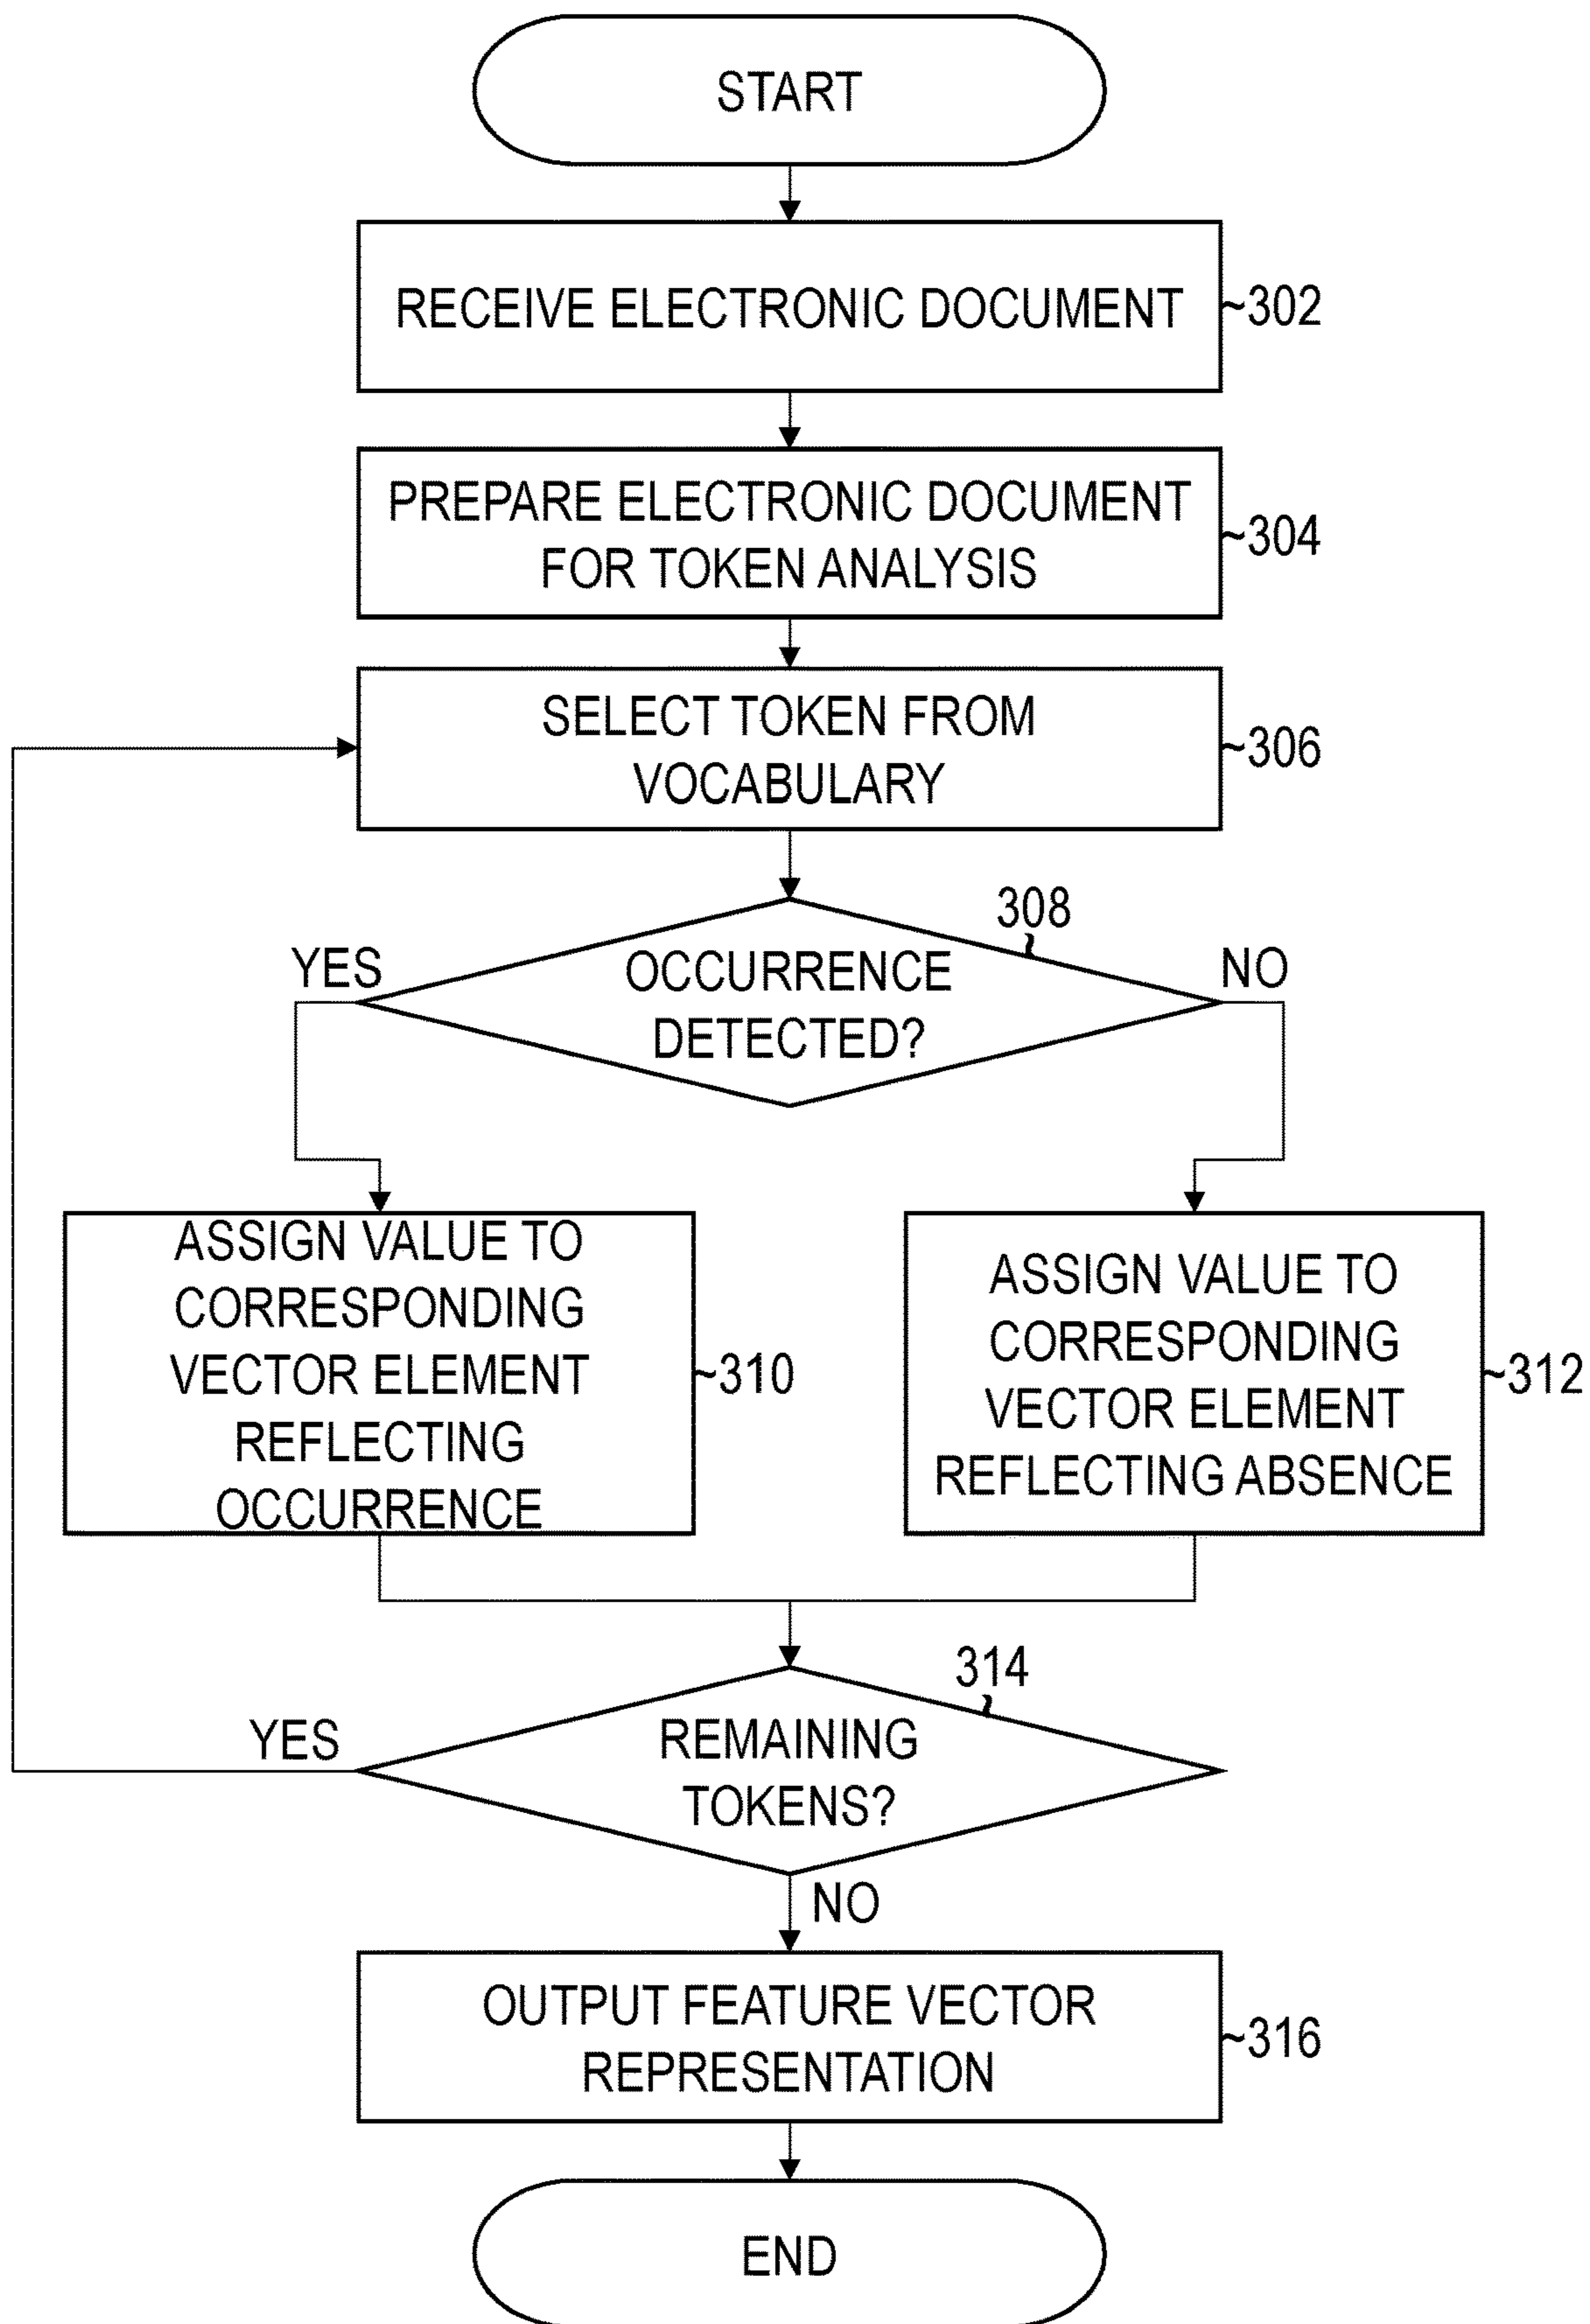 START
RECEIVE ELECTRONIC DOCUMENT
~302
PREPARE ELECTRONIC DOCUMENT
FOR TOKEN ANALYSIS
~304
SELECT TOKEN FROM
VOCABULARY
~306
308
YES
OCCURRENCE
DETECTED?
NO
ASSIGN VALUE TO
CORRESPONDING
VECTOR ELEMENT
REFLECTING
OCCURRENCE
~310
ASSIGN VALUE TO
CORRESPONDING
VECTOR ELEMENT
REFLECTING ABSENCE
~312
314
YES
REMAINING
TOKENS?
NO
OUTPUT FEATURE VECTOR
REPRESENTATION
~316
END